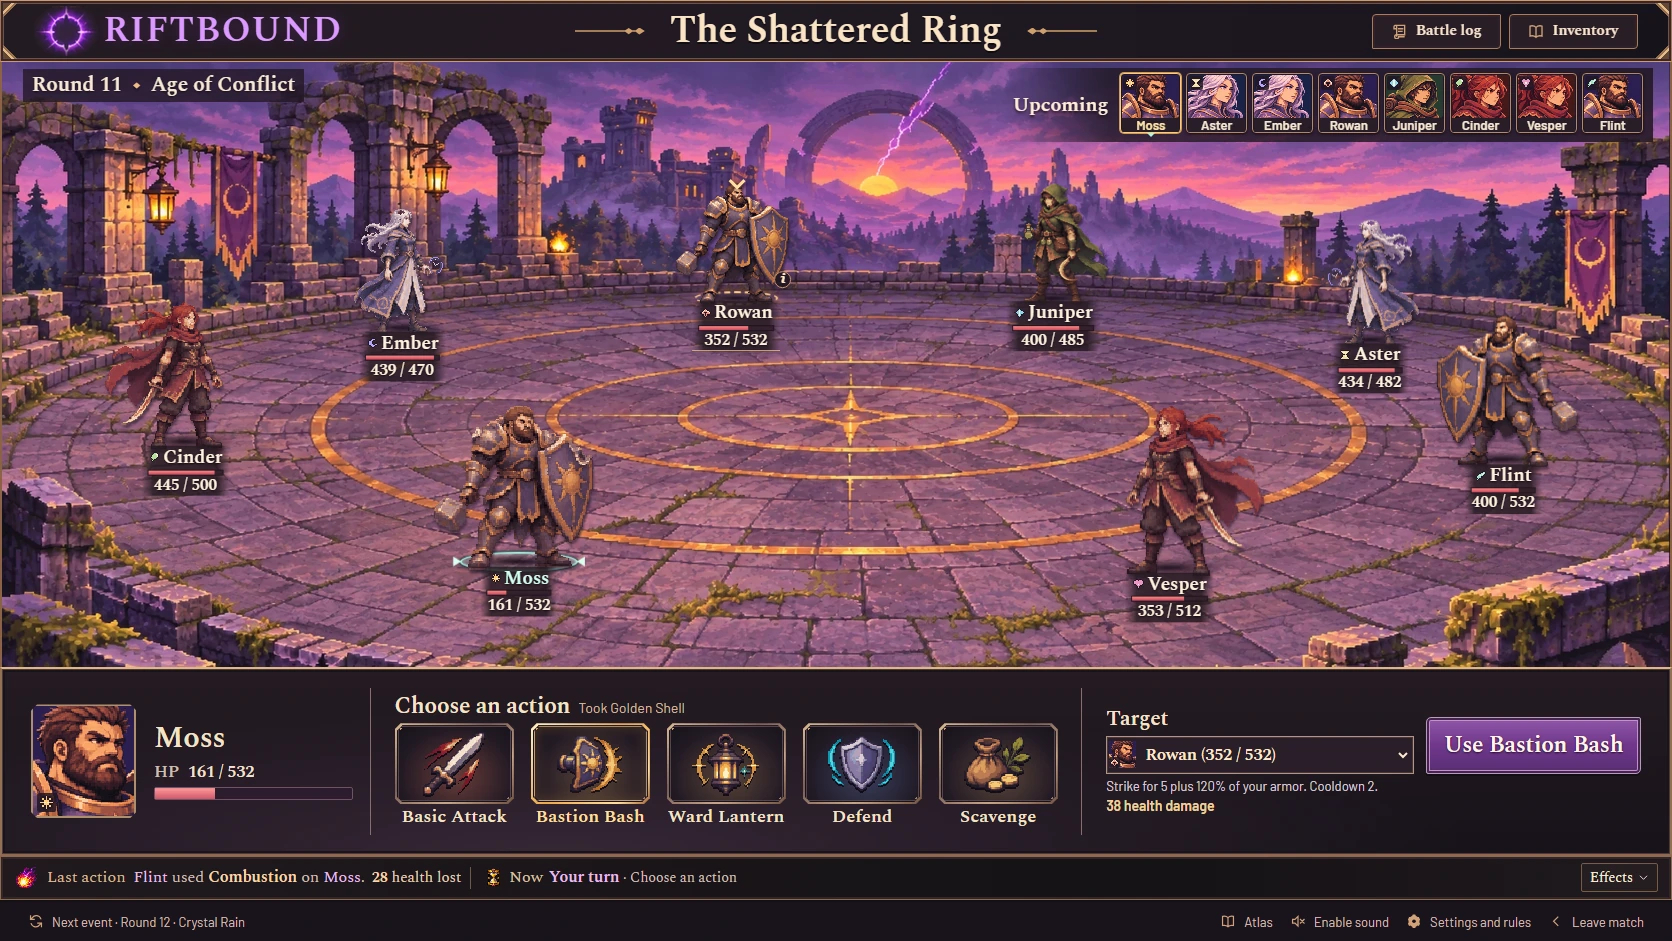 RIFTBOUND
The Shattered Ring
Battle log
Inventory
Round 11 • Age of Conflict
Upcoming
Moss
Aster
Ember
Rowan
Juniper
Cinder
Vesper
Flint
Rowan
352 / 532
Juniper
400 / 485
Ember
439 / 470
Aster
434 / 482
Cinder
445 / 500
Flint
400 / 532
Moss
161 / 532
Vesper
353 / 512
Moss
HP 161 / 532
Choose an action Took Golden Shell
Basic Attack
Bastion Bash
Ward Lantern
Defend
Scavenge
Target
Rowan (352 / 532)
Strike for 5 plus 120% of your armor. Cooldown 2.
38 health damage
Use Bastion Bash
Last action Flint used Combustion on Moss. 28 health lost
Now Your turn · Choose an action
Effects
Next event · Round 12 · Crystal Rain
Atlas
Enable sound
Settings and rules
Leave match